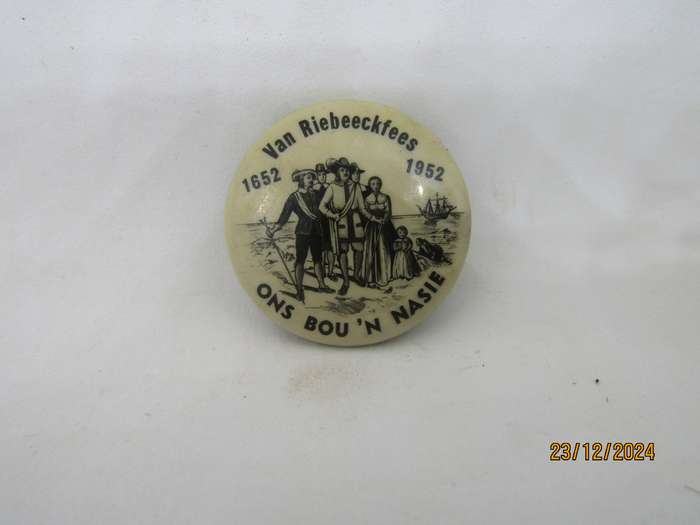 Van Riebeeckfees
1652 1952
ONS BOU 'N NASIE
23/12/2024